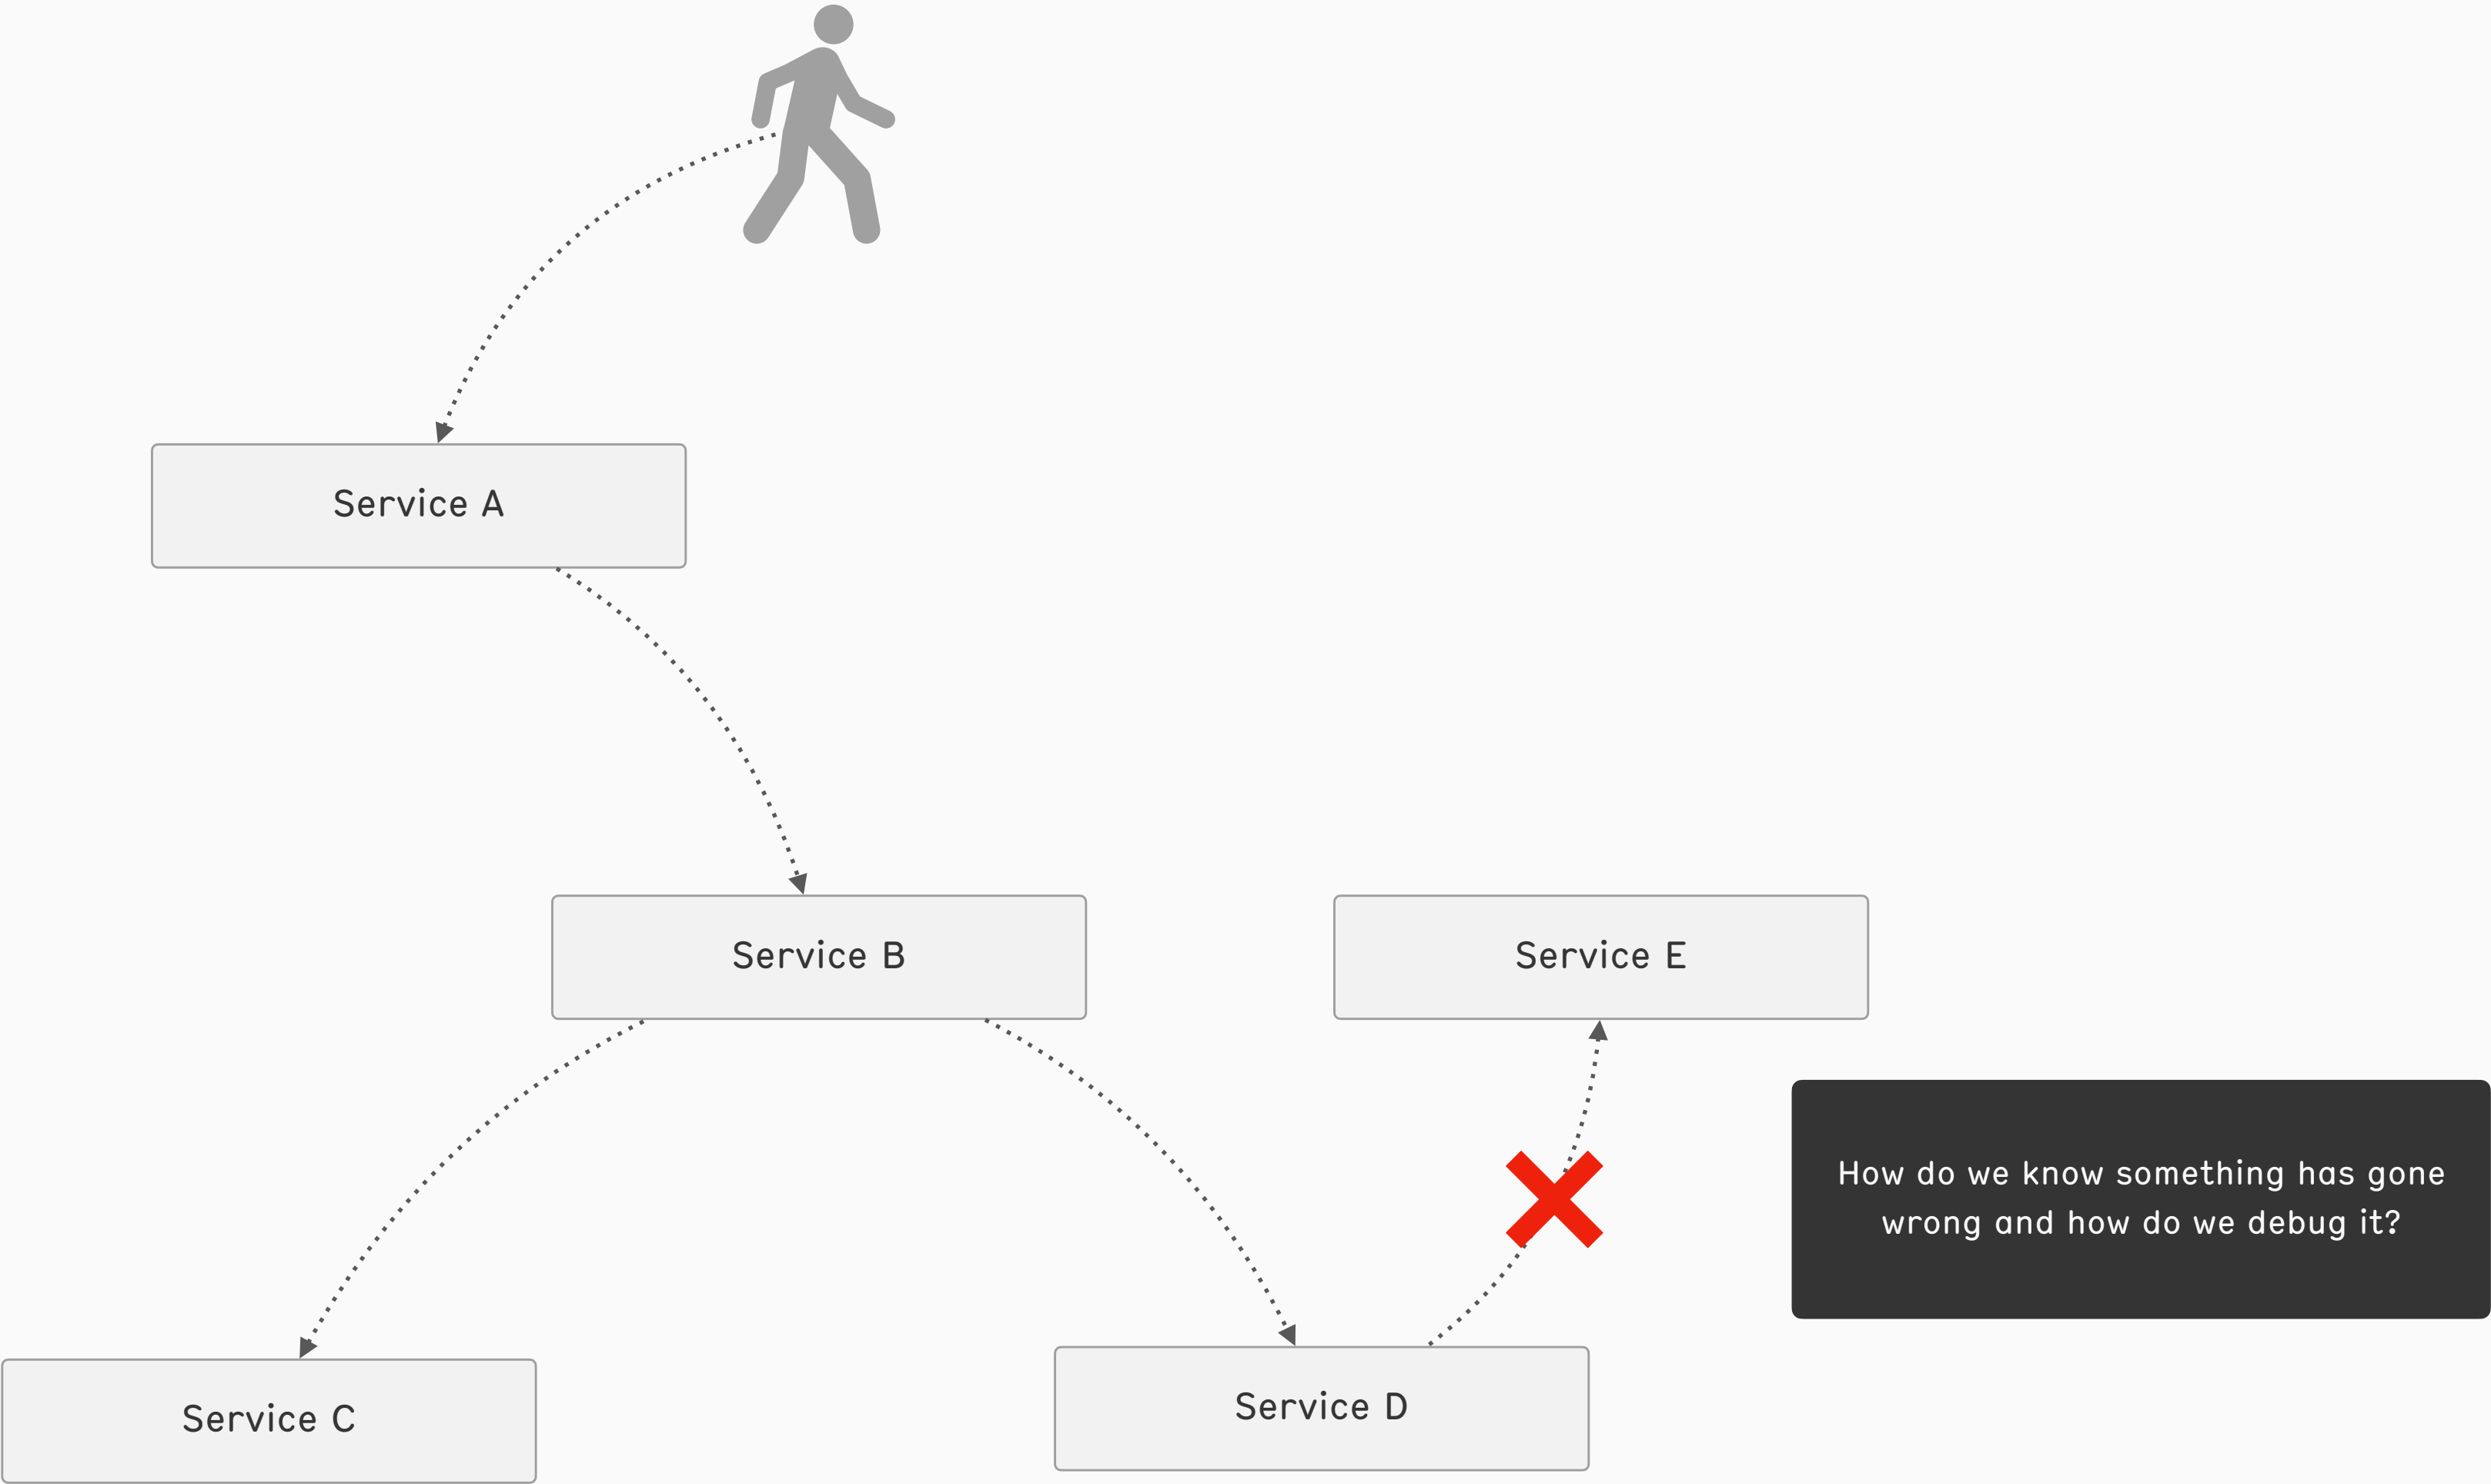 Service A
Service B
Service E
How do we know something has gone
wrong and how do we debug it?
Service C
Service D